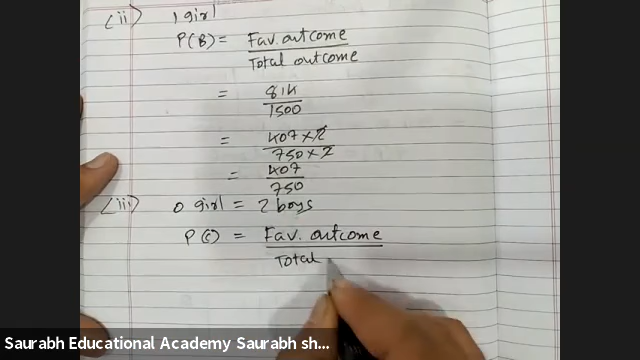 (ii) 1 girl
P(B) = Fav. outcome
Total outcome
= 814
1500
= 407 × 2
750 × 2
= 407
750
(iii) 0 girl = 2 boys
P(C) = Fav. outcome
Total
Saurabh Educational Academy Saurabh sh...